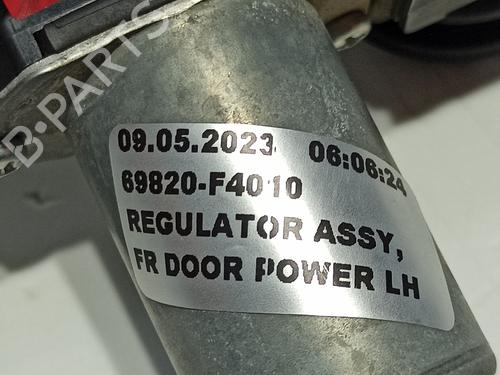 B-PARTS
09.05.2023 06:06:24
69820-F4010
REGULATOR ASSY,
FR DOOR POWER LH